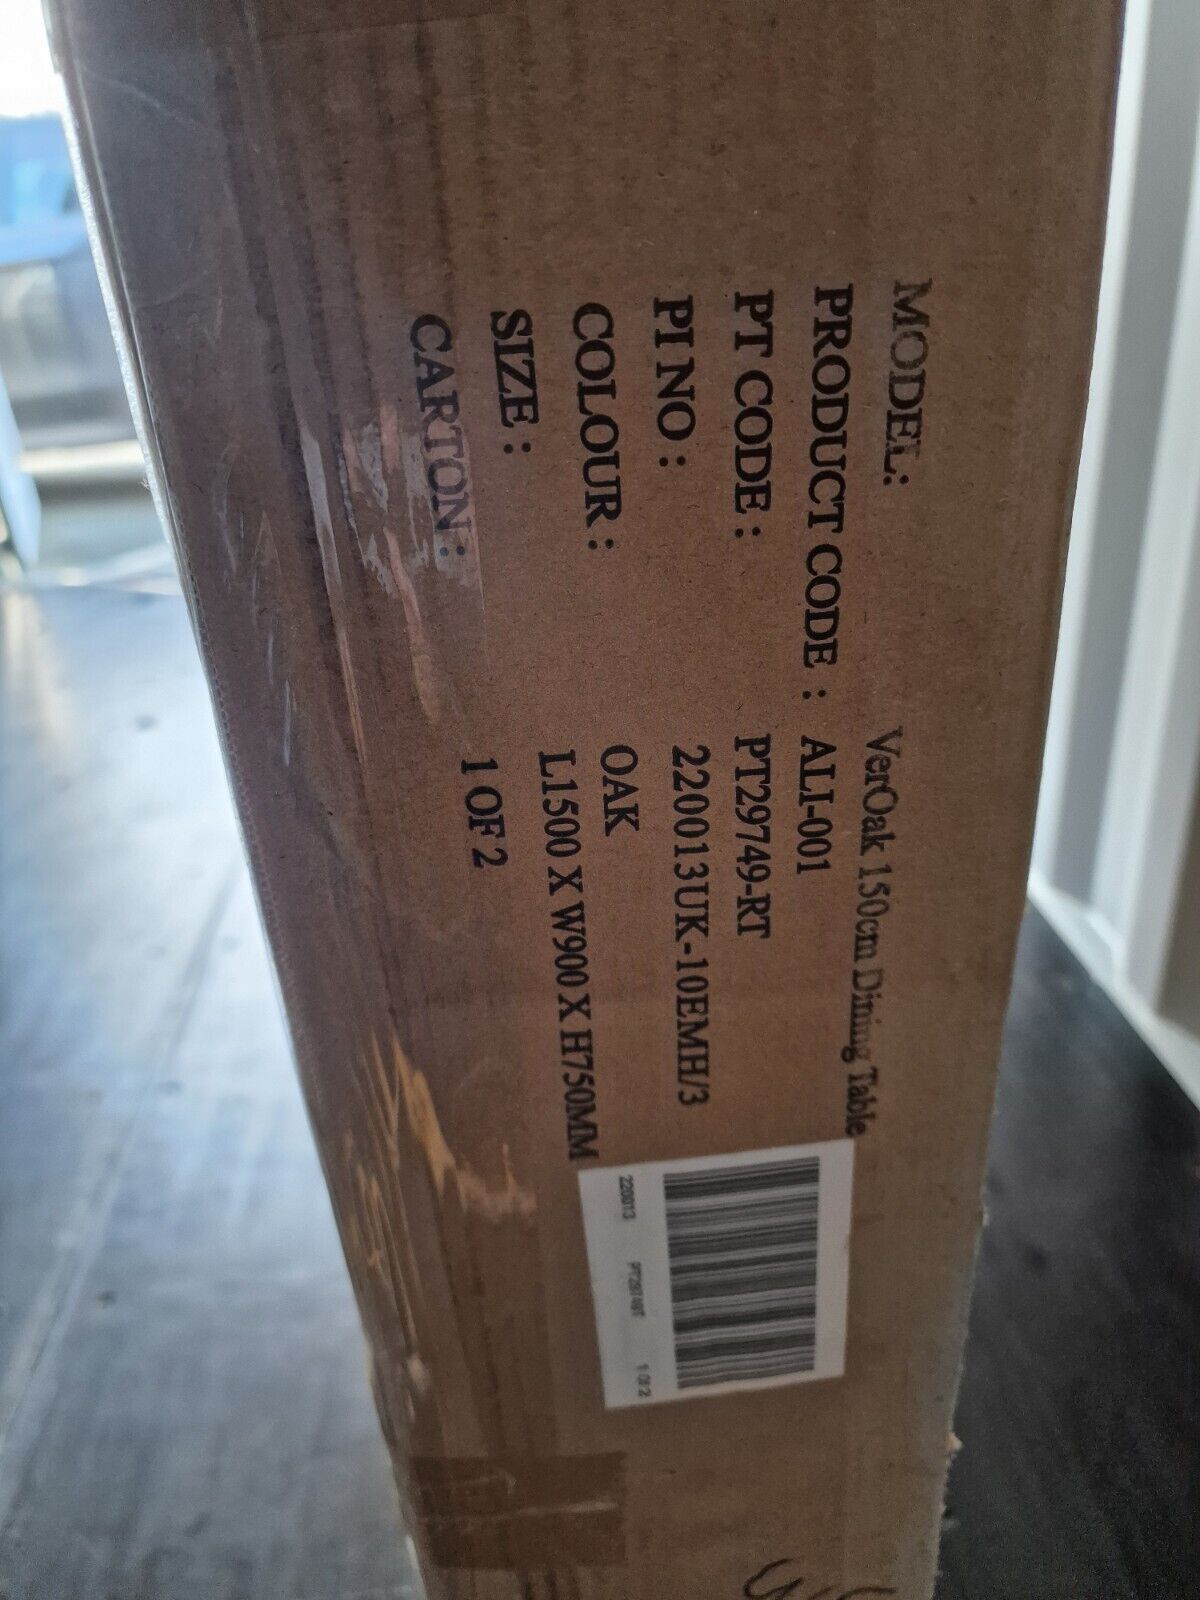 MODEL: VerOak 150cm Dining Table
PRODUCT CODE : ALI-001
PT CODE : PT29749-RT
PI NO : 220013UK-10EMH/3
COLOUR : OAK
SIZE : L1500 X W900 X H750MM
CARTON : 1 OF 2
220013 1 OF 2